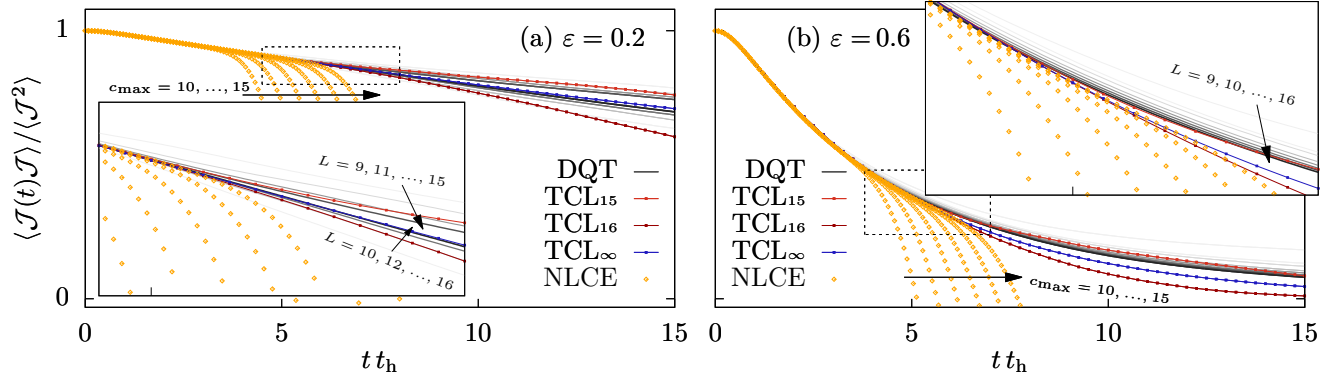 ⟨𝒥(t)𝒥⟩/⟨𝒥²⟩
1
0
(a) ε = 0.2
c_max = 10, ..., 15
L = 9, 11, ..., 15
L = 10, 12, ..., 16
DQT
TCL₁₅
TCL₁₆
TCL∞
NLCE
0 5 10 15
t t_h
(b) ε = 0.6
L = 9, 10, ..., 16
DQT
TCL₁₅
TCL₁₆
TCL∞
NLCE
c_max = 10, ..., 15
0 5 10 15
t t_h